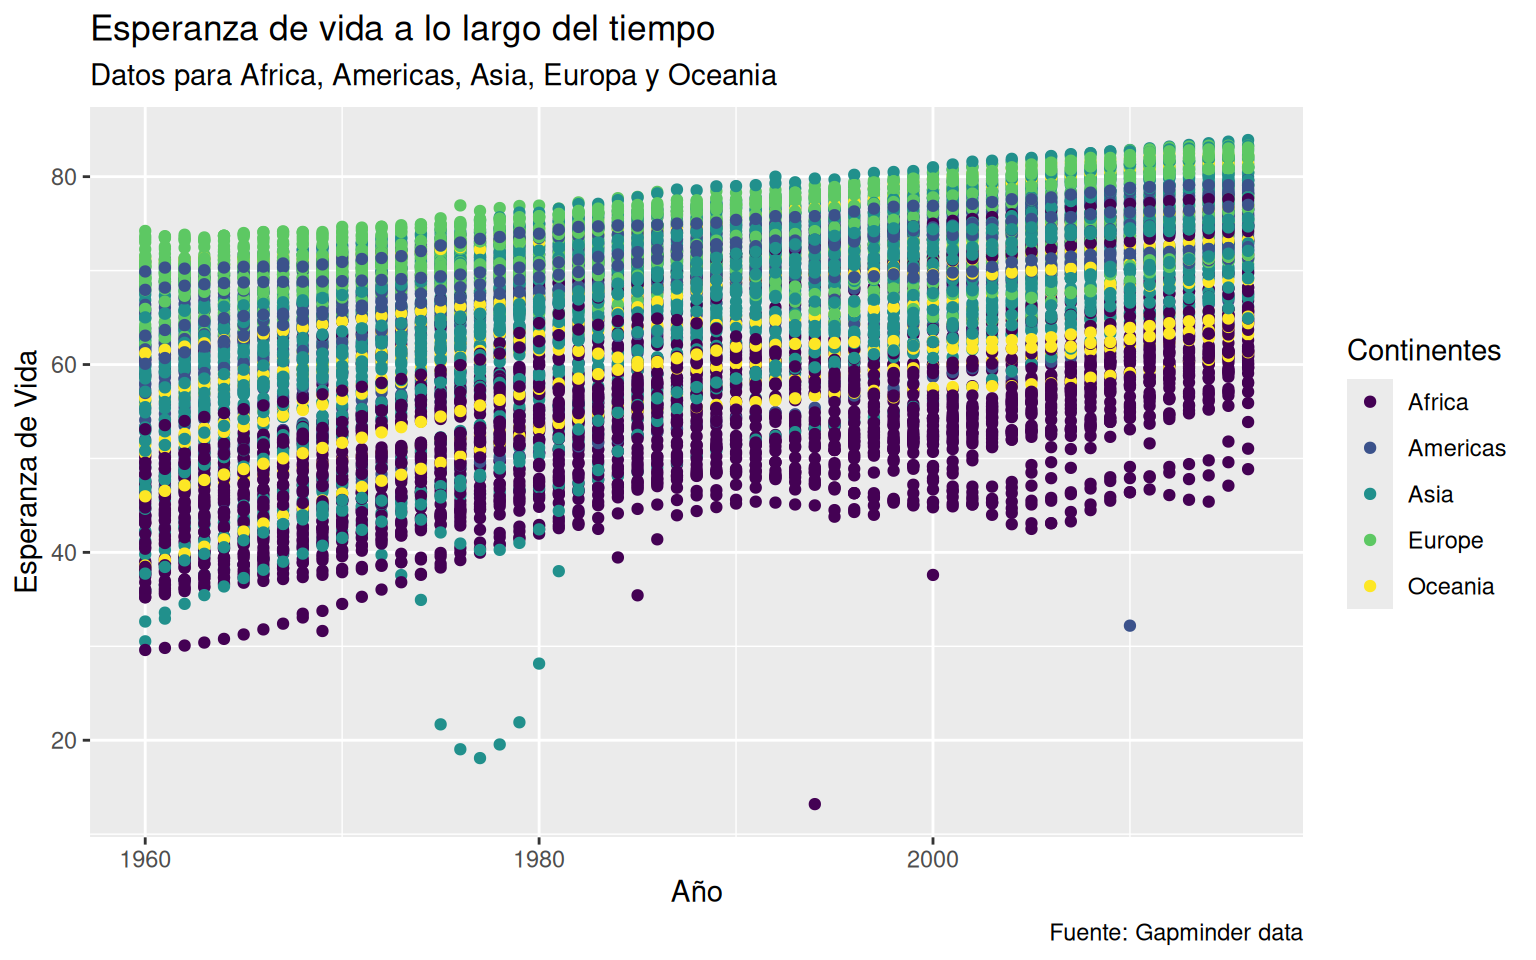 Esperanza de vida a lo largo del tiempo
Datos para Africa, Americas, Asia, Europa y Oceania
Esperanza de Vida
80
60
40
20
1960
1980
2000
Año
Continentes
Africa
Americas
Asia
Europe
Oceania
Fuente: Gapminder data